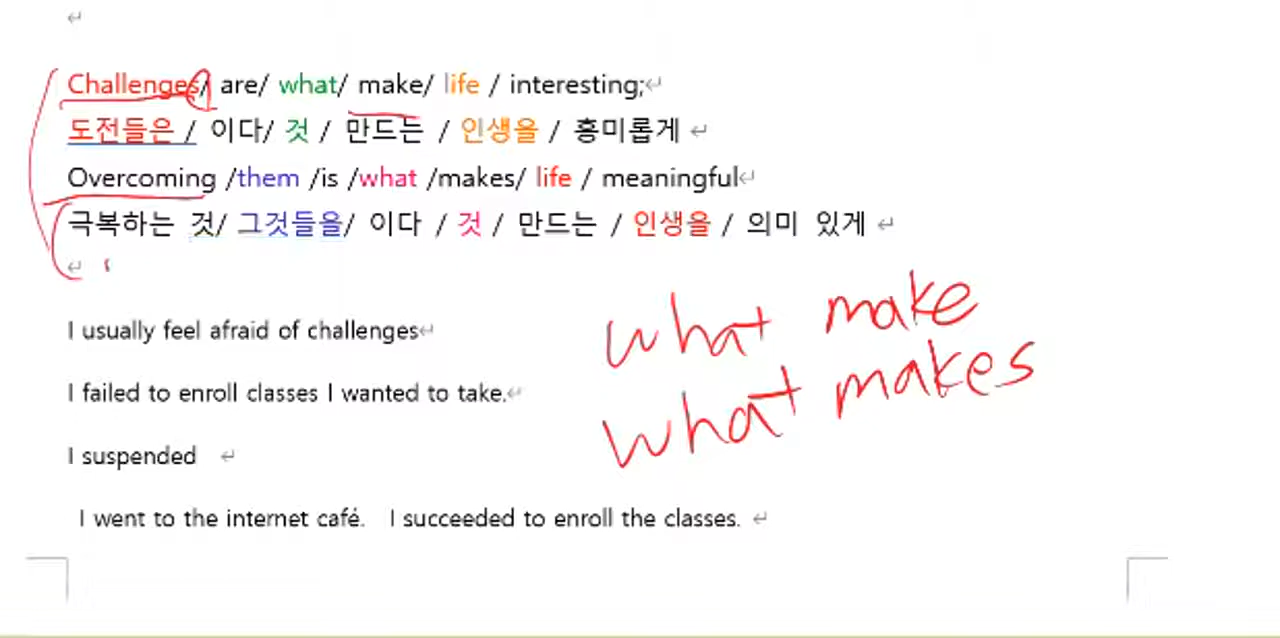 Challenges/ are/ what/ make/ life / interesting;
도전들은 / 이다/ 것 / 만드는 / 인생을 / 흥미롭게
Overcoming /them /is /what /makes/ life / meaningful
극복하는 것/ 그것들을/ 이다 / 것 / 만드는 / 인생을 / 의미 있게
I usually feel afraid of challenges
what make
I failed to enroll classes I wanted to take.
what makes
I suspended
I went to the internet café. I succeeded to enroll the classes.